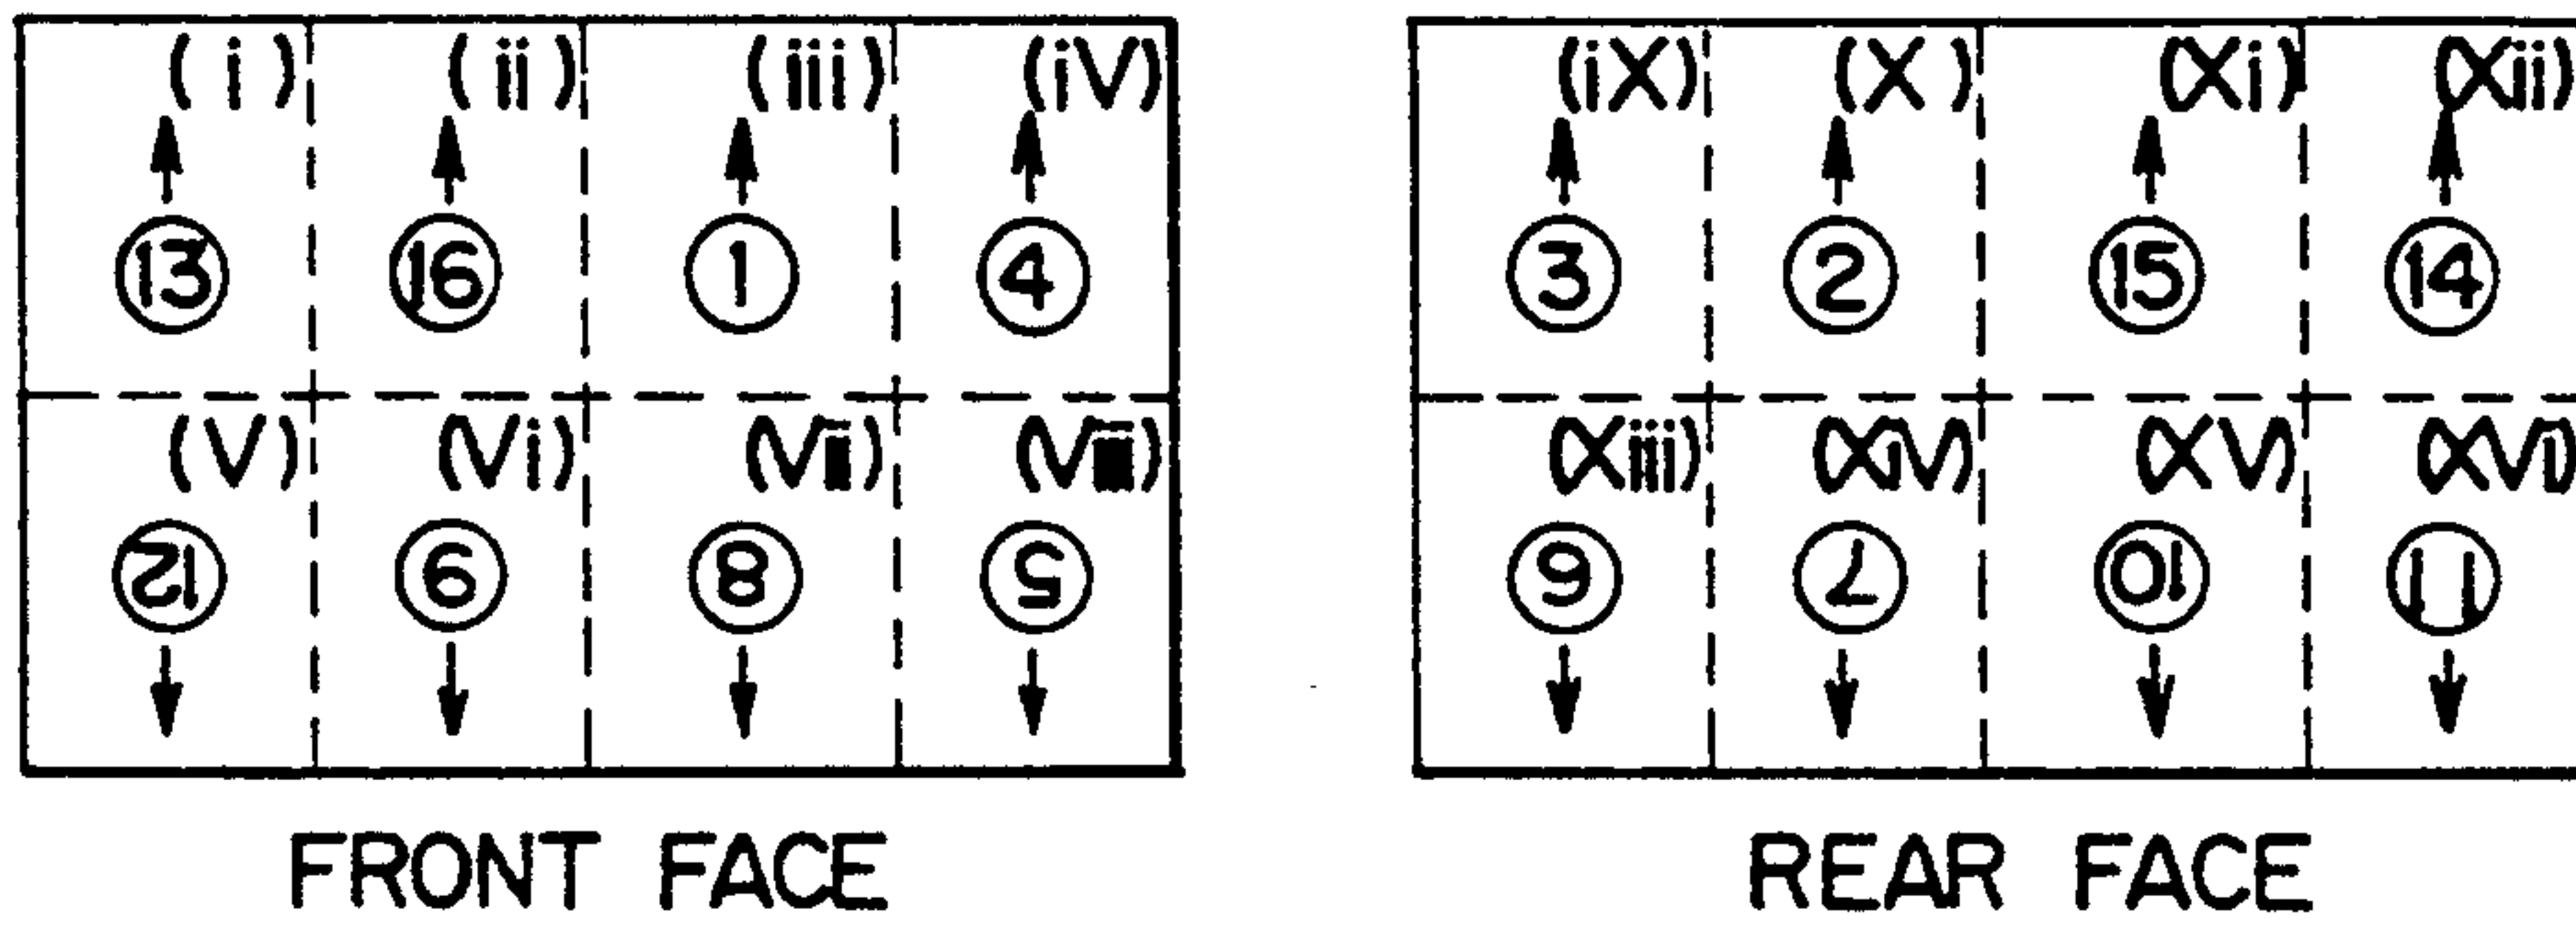 (i) (ii) (iii) (iV) (iX) (X) (Xi) (Xii)
13 16 1 4 3 2 15 14
(V) (Vi) (Vii) (Viii) (Xiii) (XiV) (XV) (XVi)
12 9 8 5 6 7 10 11
FRONT FACE REAR FACE